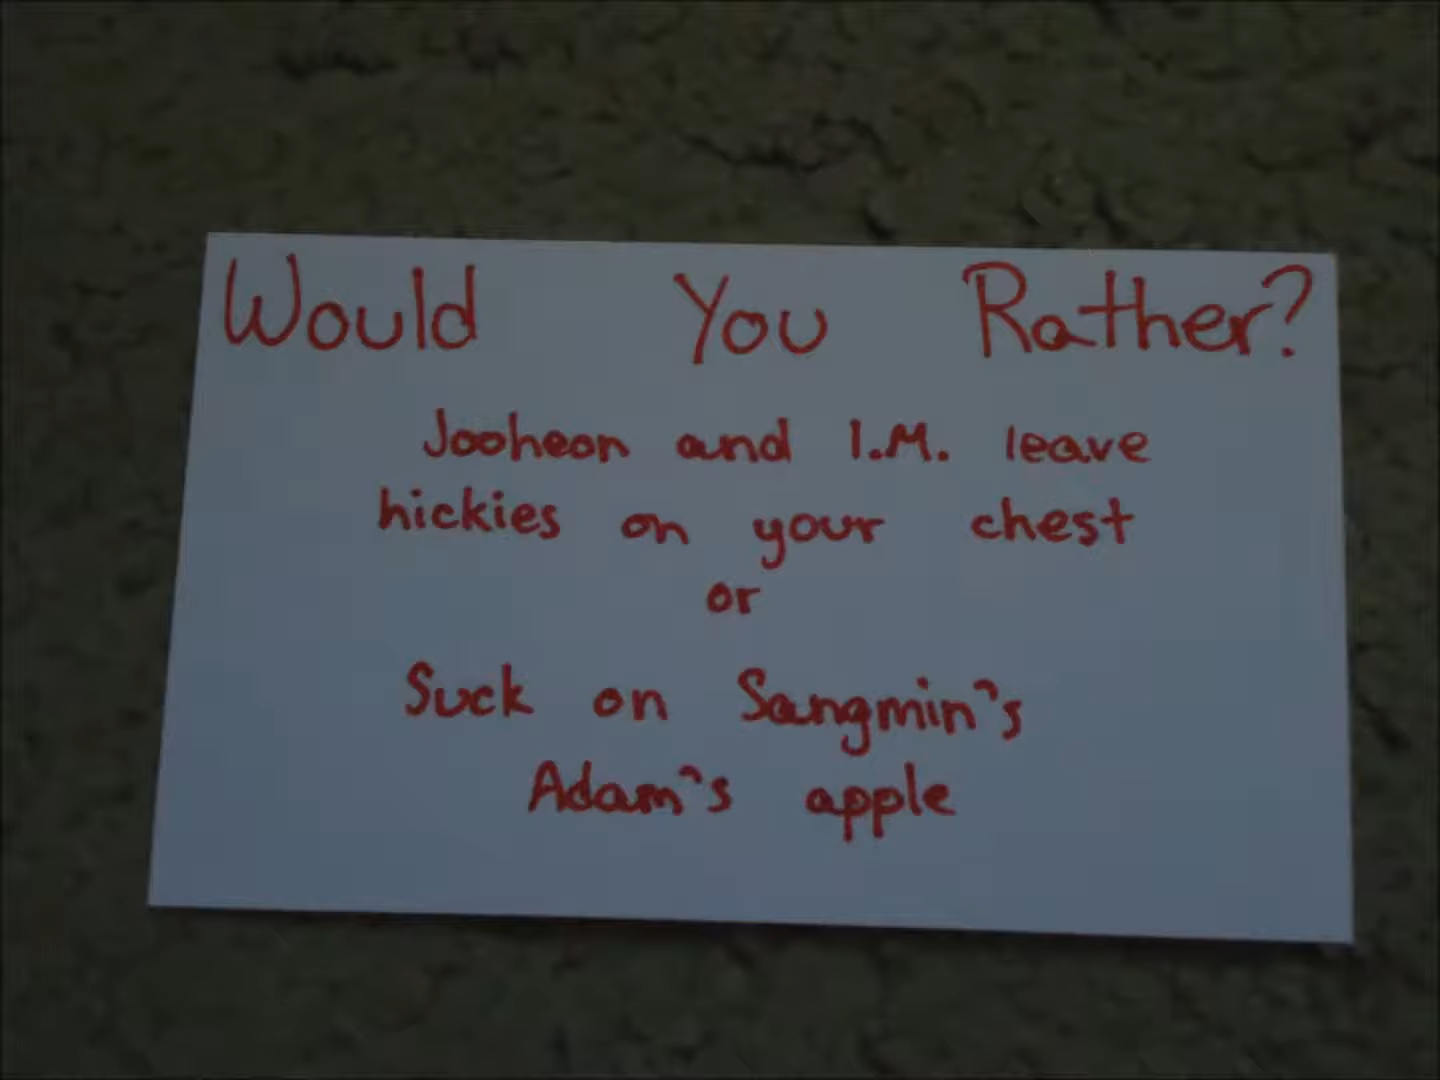 Would You Rather?
Jooheon and I.M. leave
hickies on your chest
or
Suck on Sangmin's
Adam's apple